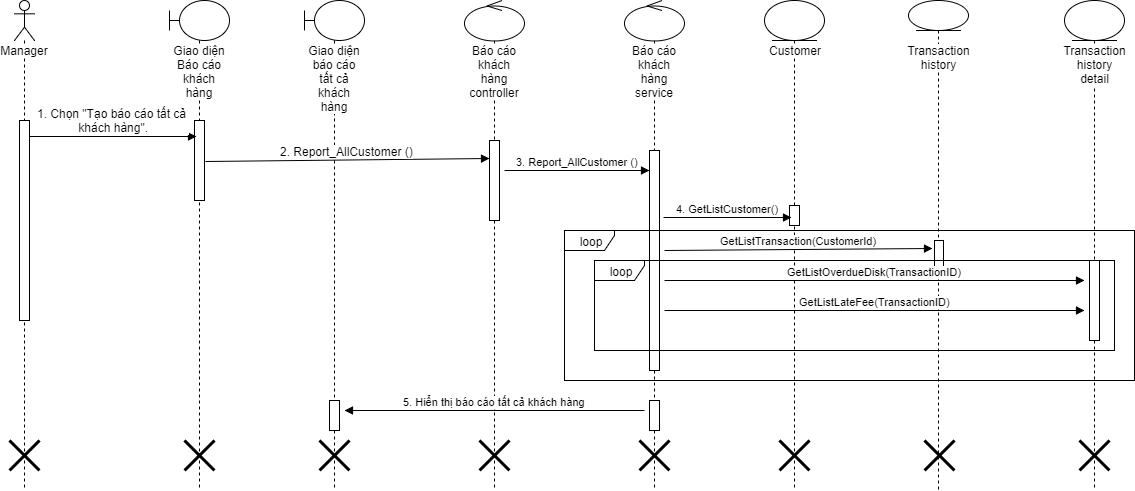 Manager
Giao diện
Báo cáo
khách
hàng
Giao diện
báo cáo
tất cả
khách
hàng
Báo cáo
khách
hàng
controller
Báo cáo
khách
hàng
service
Customer
Transaction
history
Transaction
history
detail
1. Chọn "Tạo báo cáo tất cả
khách hàng".
2. Report_AllCustomer ()
3. Report_AllCustomer ()
4. GetListCustomer()
loop
GetListTransaction(CustomerId)
loop
GetListOverdueDisk(TransactionID)
GetListLateFee(TransactionID)
5. Hiển thị báo cáo tất cả khách hàng